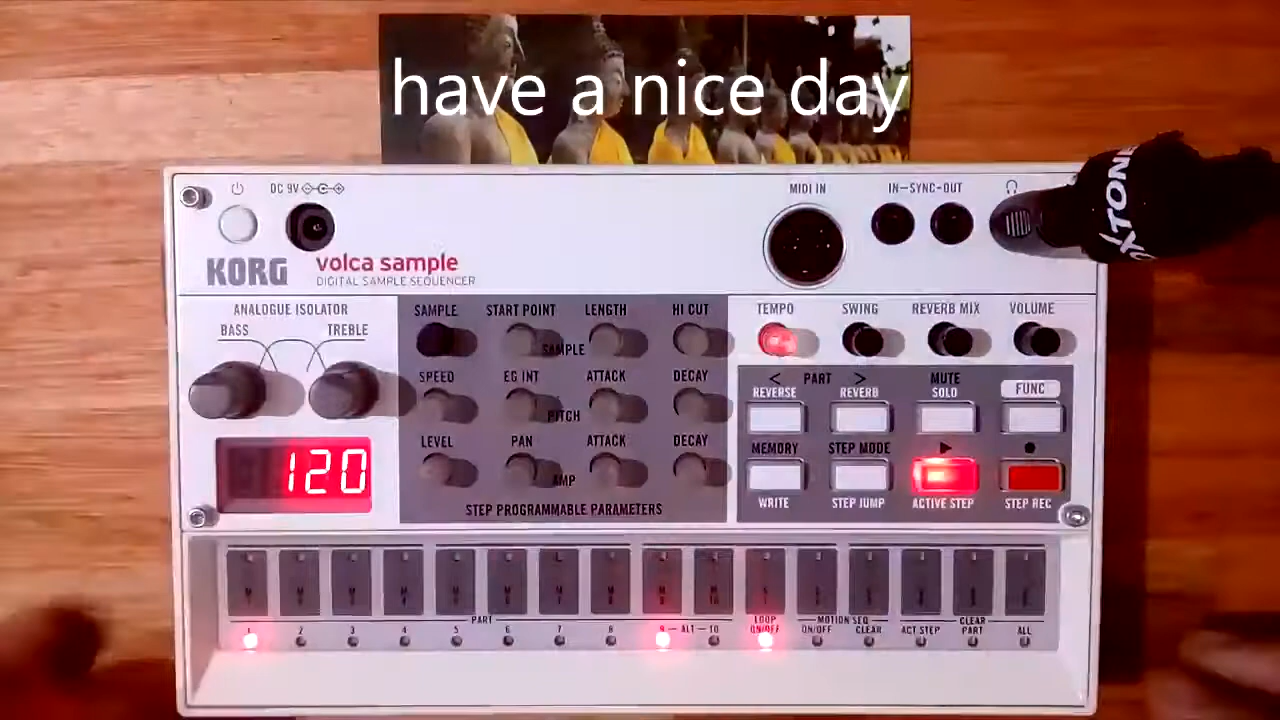 have a nice day
DC 9V
MIDI IN
IN-SYNC-OUT
KORG
volca sample
DIGITAL SAMPLE SEQUENCER
TONE
ANALOGUE ISOLATOR
BASS TREBLE
SAMPLE START POINT LENGTH HI CUT
SAMPLE
TEMPO SWING REVERB MIX VOLUME
SPEED EG INT ATTACK DECAY
PITCH
< PART > MUTE
REVERSE REVERB SOLO FUNC
LEVEL PAN ATTACK DECAY
AMP
MEMORY STEP MODE
120
WRITE STEP JUMP ACTIVE STEP STEP REC
STEP PROGRAMMABLE PARAMETERS
PART
1 2 3 4 5 6 7 8 9 - ALT - 10
LOOP ON/OFF
MOTION SEQ
ON/OFF CLEAR
ACT STEP
CLEAR
PART ALL